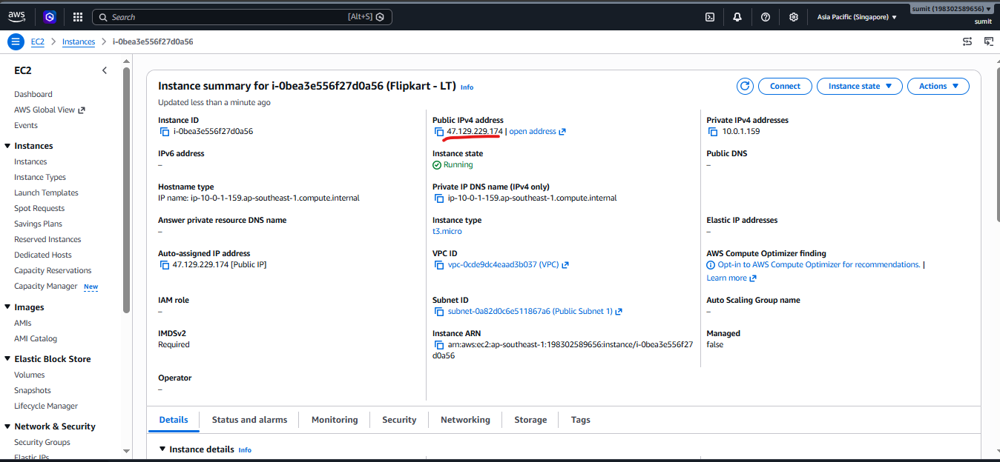 aws
Search [Alt+S]
Asia Pacific (Singapore)
sumit (198302589656)
sumit
EC2 > Instances > i-0bea3e556f27d0a56
EC2
Dashboard
AWS Global View
Events
Instances
Instances
Instance Types
Launch Templates
Spot Requests
Savings Plans
Reserved Instances
Dedicated Hosts
Capacity Reservations
Capacity Manager New
Images
AMIs
AMI Catalog
Elastic Block Store
Volumes
Snapshots
Lifecycle Manager
Network & Security
Security Groups
Elastic IPs
Instance summary for i-0bea3e556f27d0a56 (Flipkart - LT) Info
Updated less than a minute ago
Connect
Instance state
Actions
Instance ID
i-0bea3e556f27d0a56
Public IPv4 address
47.129.229.174 | open address
Private IPv4 addresses
10.0.1.159
IPv6 address
–
Instance state
Running
Public DNS
–
Hostname type
IP name: ip-10-0-1-159.ap-southeast-1.compute.internal
Private IP DNS name (IPv4 only)
ip-10-0-1-159.ap-southeast-1.compute.internal
Answer private resource DNS name
–
Instance type
t3.micro
Elastic IP addresses
–
Auto-assigned IP address
47.129.229.174 [Public IP]
VPC ID
vpc-0cde9dc4eaad3b037 (VPC)
AWS Compute Optimizer finding
Opt-in to AWS Compute Optimizer for recommendations. |
Learn more
IAM role
–
Subnet ID
subnet-0a82d0c6e511867a6 (Public Subnet 1)
Auto Scaling Group name
–
IMDSv2
Required
Instance ARN
arn:aws:ec2:ap-southeast-1:198302589656:instance/i-0bea3e556f27
d0a56
Managed
false
Operator
–
Details
Status and alarms
Monitoring
Security
Networking
Storage
Tags
Instance details Info